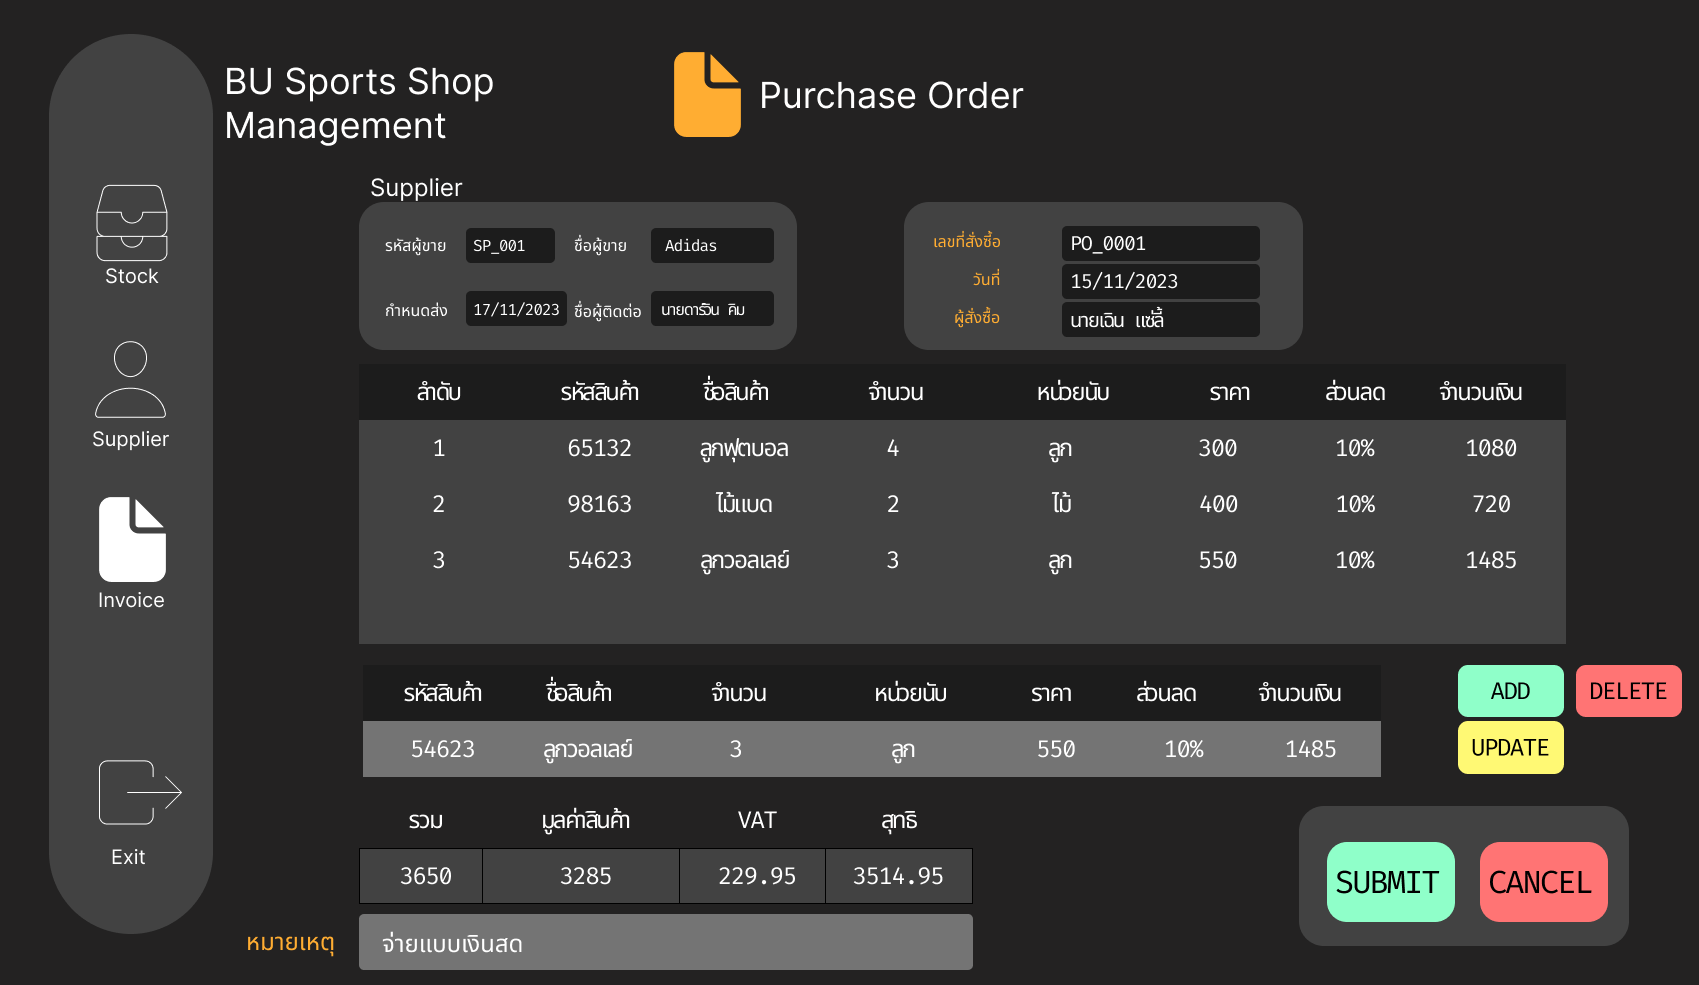 BU Sports Shop
Management
Purchase Order
Supplier
รหัสผู้ขาย SP_001 ชื่อผู้ขาย Adidas
กำหนดส่ง 17/11/2023 ชื่อผู้ติดต่อ นายดาร์วิน คิม
เลขที่สั่งซื้อ PO_0001
วันที่ 15/11/2023
ผู้สั่งซื้อ นายเฉิน แซ่ลี้
Stock
Supplier
Invoice
Exit
ลำดับ รหัสสินค้า ชื่อสินค้า จำนวน หน่วยนับ ราคา ส่วนลด จำนวนเงิน
1 65132 ลูกฟุตบอล 4 ลูก 300 10% 1080
2 98163 ไม้แบด 2 ไม้ 400 10% 720
3 54623 ลูกวอลเลย์ 3 ลูก 550 10% 1485
รหัสสินค้า ชื่อสินค้า จำนวน หน่วยนับ ราคา ส่วนลด จำนวนเงิน
54623 ลูกวอลเลย์ 3 ลูก 550 10% 1485
ADD DELETE
UPDATE
รวม มูลค่าสินค้า VAT สุทธิ
3650 3285 229.95 3514.95
SUBMIT CANCEL
หมายเหตุ จ่ายแบบเงินสด